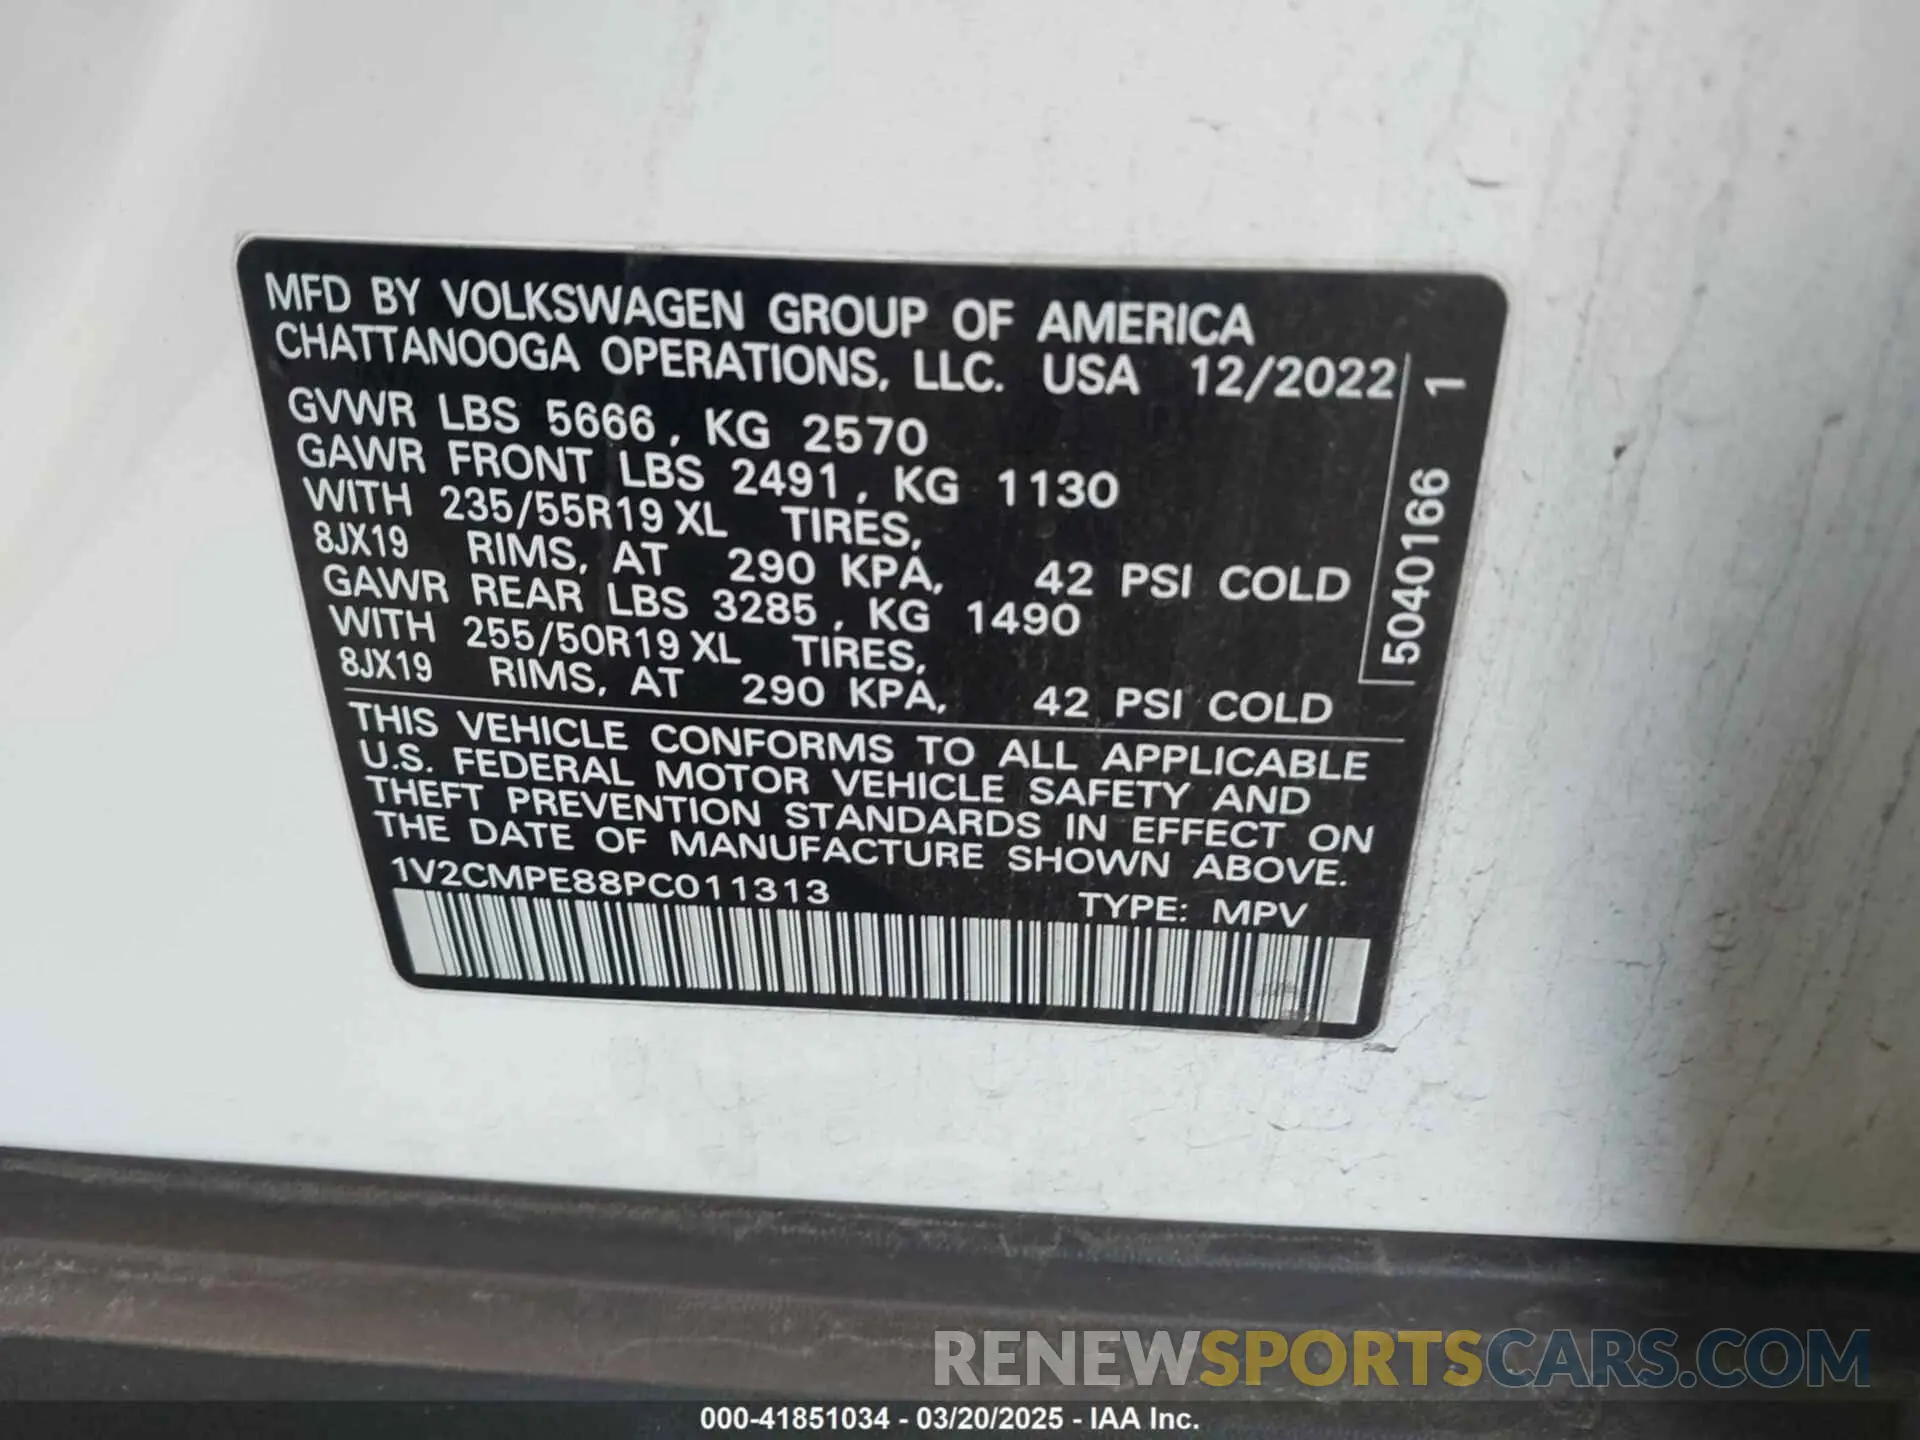 MFD BY VOLKSWAGEN GROUP OF AMERICA
CHATTANOOGA OPERATIONS, LLC. USA 12/2022
GVWR LBS 5666, KG 2570
GAWR FRONT LBS 2491, KG 1130
WITH 235/55R19 XL TIRES,
8JX19 RIMS, AT 290 KPA, 42 PSI COLD
GAWR REAR LBS 3285, KG 1490
WITH 255/50R19 XL TIRES,
8JX19 RIMS, AT 290 KPA, 42 PSI COLD
5040166 1
THIS VEHICLE CONFORMS TO ALL APPLICABLE
U.S. FEDERAL MOTOR VEHICLE SAFETY AND
THEFT PREVENTION STANDARDS IN EFFECT ON
THE DATE OF MANUFACTURE SHOWN ABOVE.
1V2CMPE88PC011313 TYPE: MPV
RENEWSPORTSCARS.COM
000-41851034 - 03/20/2025 - IAA Inc.